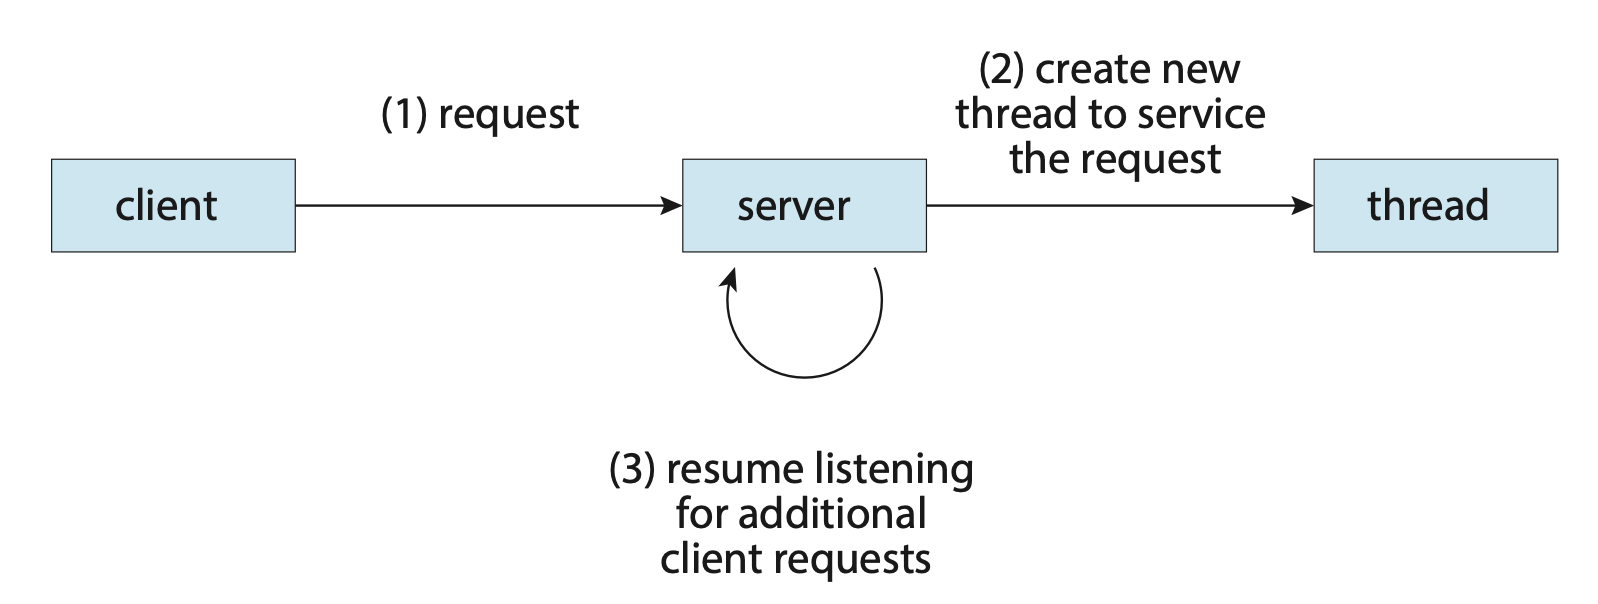 (1) request
(2) create new
thread to service
the request
client
server
thread
(3) resume listening
for additional
client requests